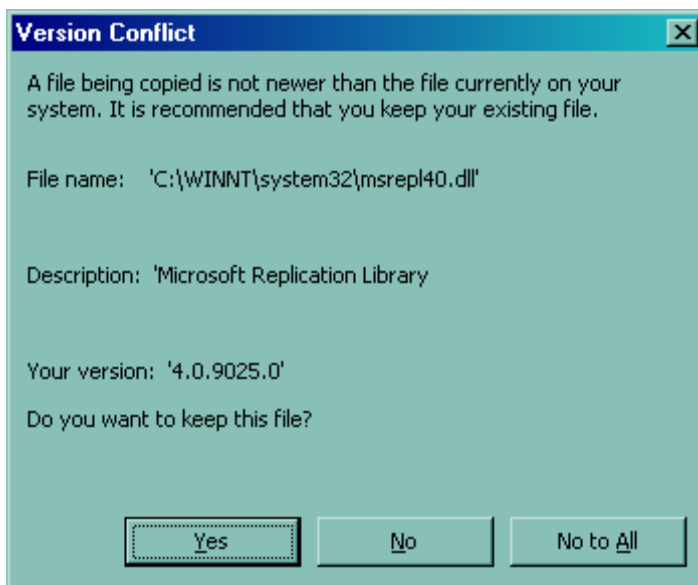 Version Conflict
A file being copied is not newer than the file currently on your
system. It is recommended that you keep your existing file.
File name: 'C:\WINNT\system32\msrepl40.dll'
Description: 'Microsoft Replication Library
Your version: '4.0.9025.0'
Do you want to keep this file?
Yes No No to All